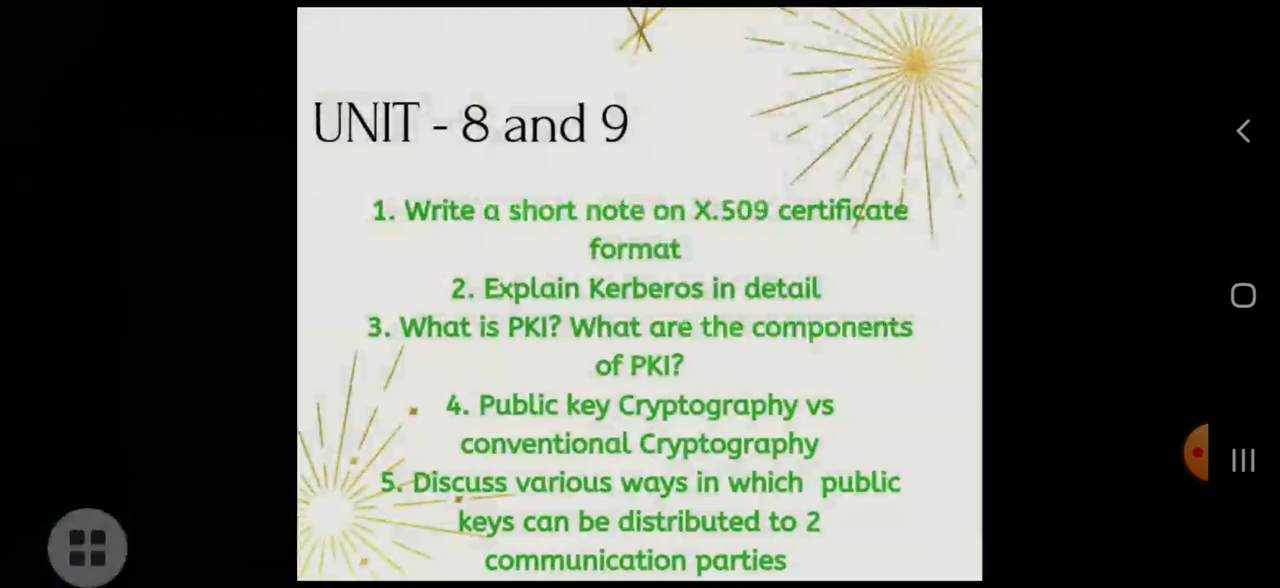 UNIT - 8 and 9
1. Write a short note on X.509 certificate
format
2. Explain Kerberos in detail
3. What is PKI? What are the components
of PKI?
4. Public key Cryptography vs
conventional Cryptography
5. Discuss various ways in which public
keys can be distributed to 2
communication parties